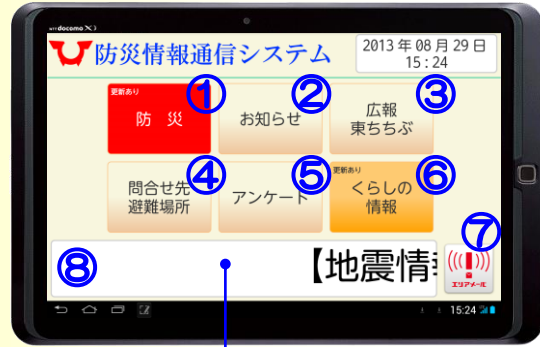 docomo Xi
防災情報通信システム
2013年08月29日
15:24
①
更新あり
防 災
②
お知らせ
③
広報
東ちちぶ
④
問合せ先
避難場所
⑤
アンケート
⑥
更新あり
くらしの
情報
⑦
エリアメール
⑧
【地震情報
15:24